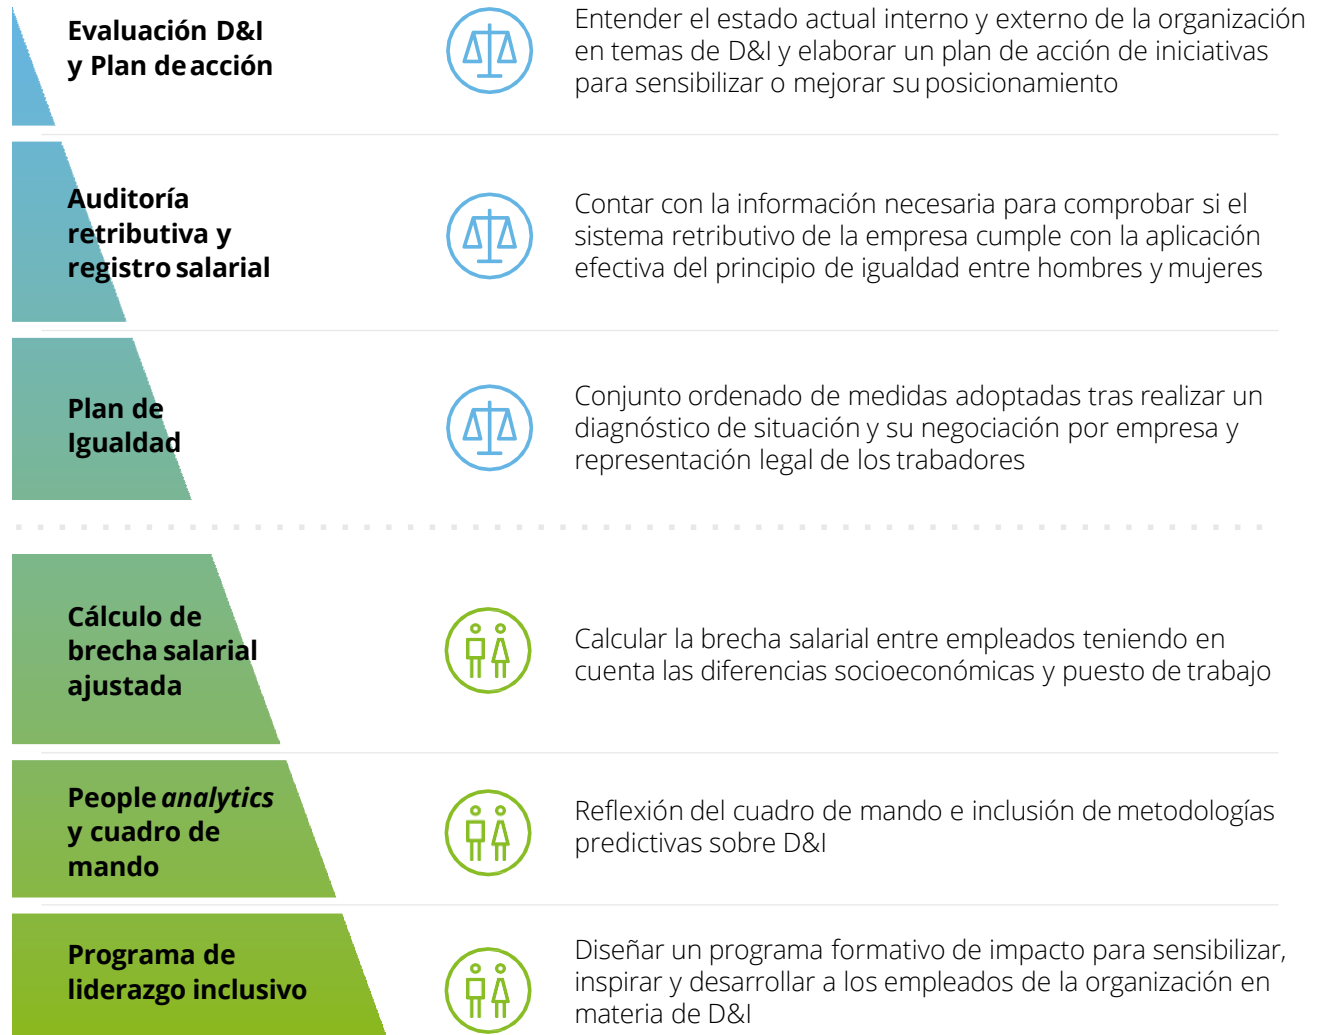 Evaluación D&I
y Plan de acción
Entender el estado actual interno y externo de la organización
en temas de D&I y elaborar un plan de acción de iniciativas
para sensibilizar o mejorar su posicionamiento
Auditoría
retributiva y
registro salarial
Contar con la información necesaria para comprobar si el
sistema retributivo de la empresa cumple con la aplicación
efectiva del principio de igualdad entre hombres y mujeres
Plan de
Igualdad
Conjunto ordenado de medidas adoptadas tras realizar un
diagnóstico de situación y su negociación por empresa y
representación legal de los trabadores
Cálculo de
brecha salarial
ajustada
Calcular la brecha salarial entre empleados teniendo en
cuenta las diferencias socioeconómicas y puesto de trabajo
People analytics
y cuadro de
mando
Reflexión del cuadro de mando e inclusión de metodologías
predictivas sobre D&I
Programa de
liderazgo inclusivo
Diseñar un programa formativo de impacto para sensibilizar,
inspirar y desarrollar a los empleados de la organización en
materia de D&I